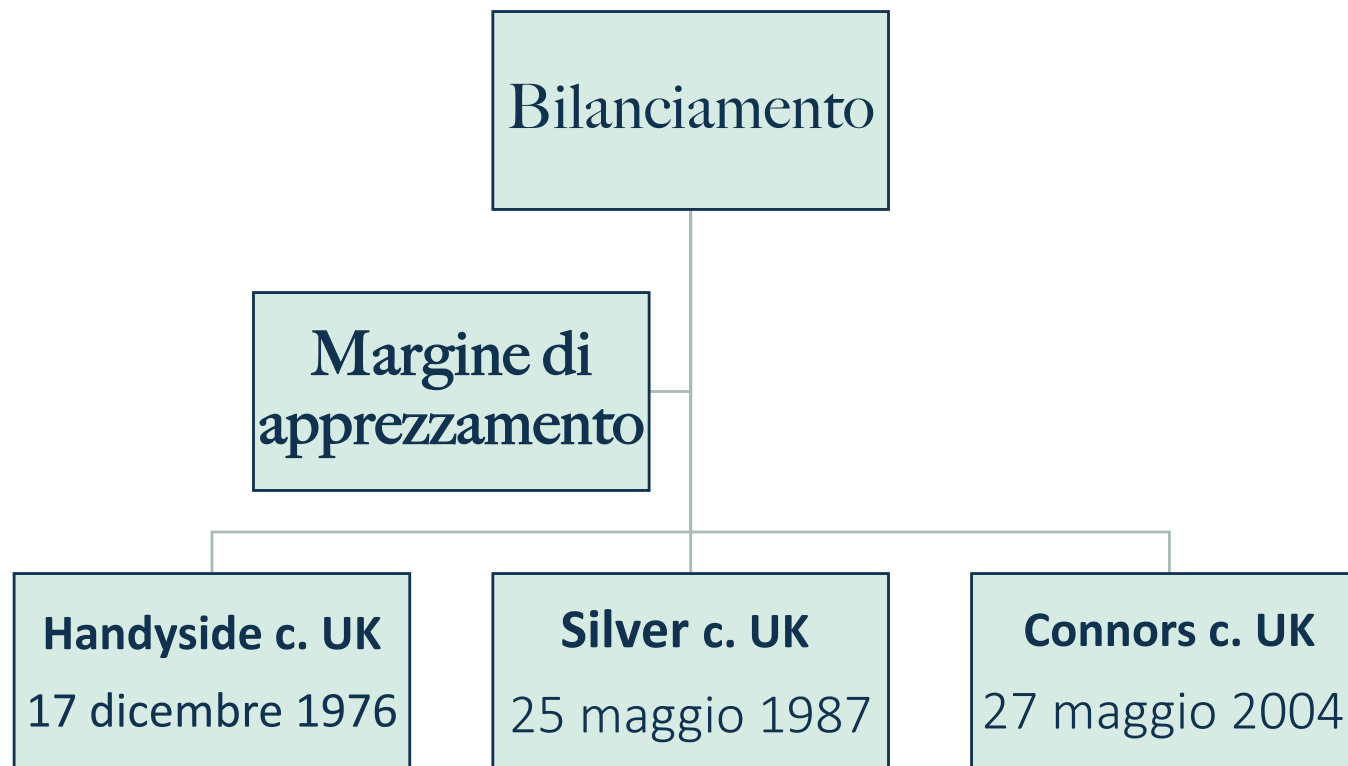 Bilanciamento
Margine di
apprezzamento
Handyside c. UK
17 dicembre 1976
Silver c. UK
25 maggio 1987
Connors c. UK
27 maggio 2004